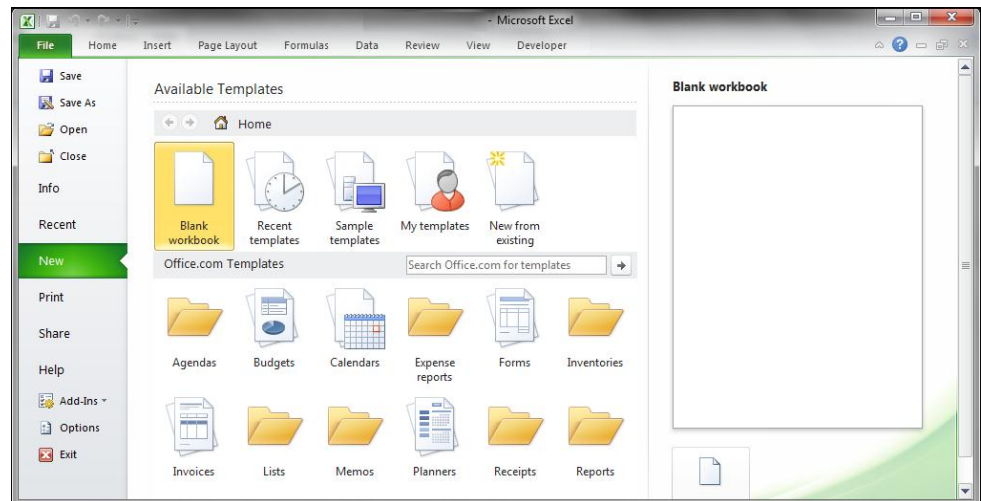 - Microsoft Excel
File Home Insert Page Layout Formulas Data Review View Developer
Save
Save As
Open
Close
Info
Recent
New
Print
Share
Help
Add-Ins
Options
Exit
Available Templates
Home
Blank
workbook
Recent
templates
Sample
templates
My templates
New from
existing
Office.com Templates
Search Office.com for templates
Agendas
Budgets
Calendars
Expense
reports
Forms
Inventories
Invoices
Lists
Memos
Planners
Receipts
Reports
Blank workbook